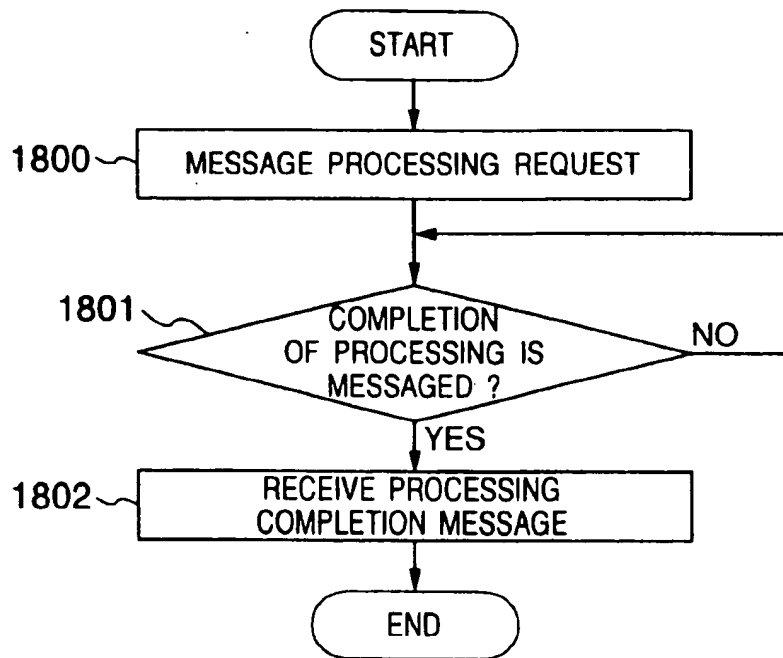 START
1800
MESSAGE PROCESSING REQUEST
1801
COMPLETION
OF PROCESSING IS
MESSAGED ?
NO
YES
1802
RECEIVE PROCESSING
COMPLETION MESSAGE
END